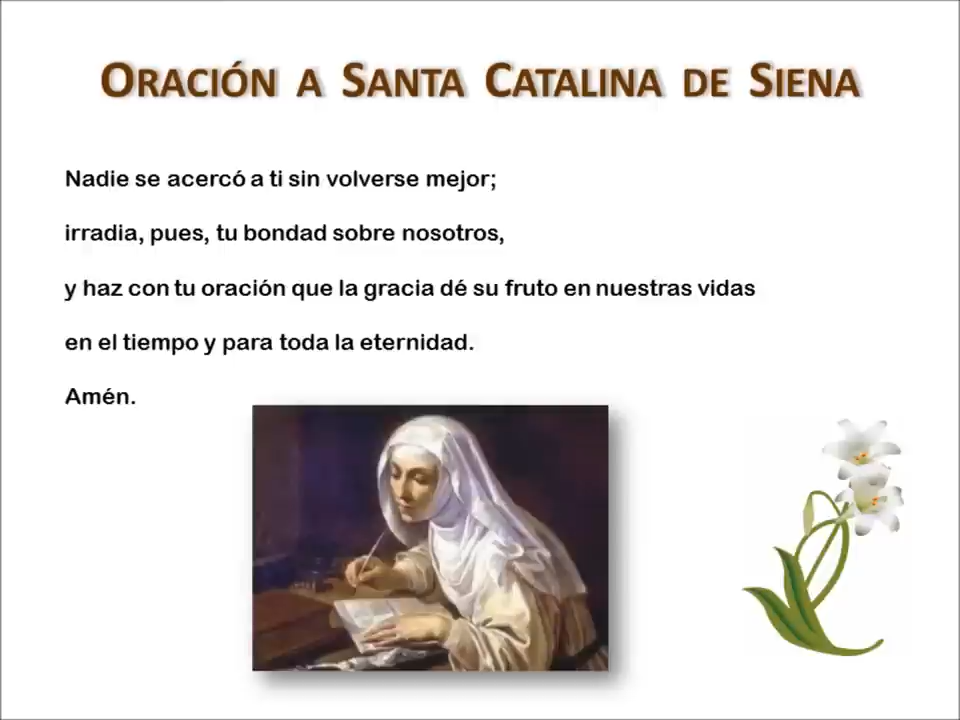 ORACIÓN A SANTA CATALINA DE SIENA
Nadie se acercó a ti sin volverse mejor;
irradia, pues, tu bondad sobre nosotros,
y haz con tu oración que la gracia dé su fruto en nuestras vidas
en el tiempo y para toda la eternidad.
Amén.